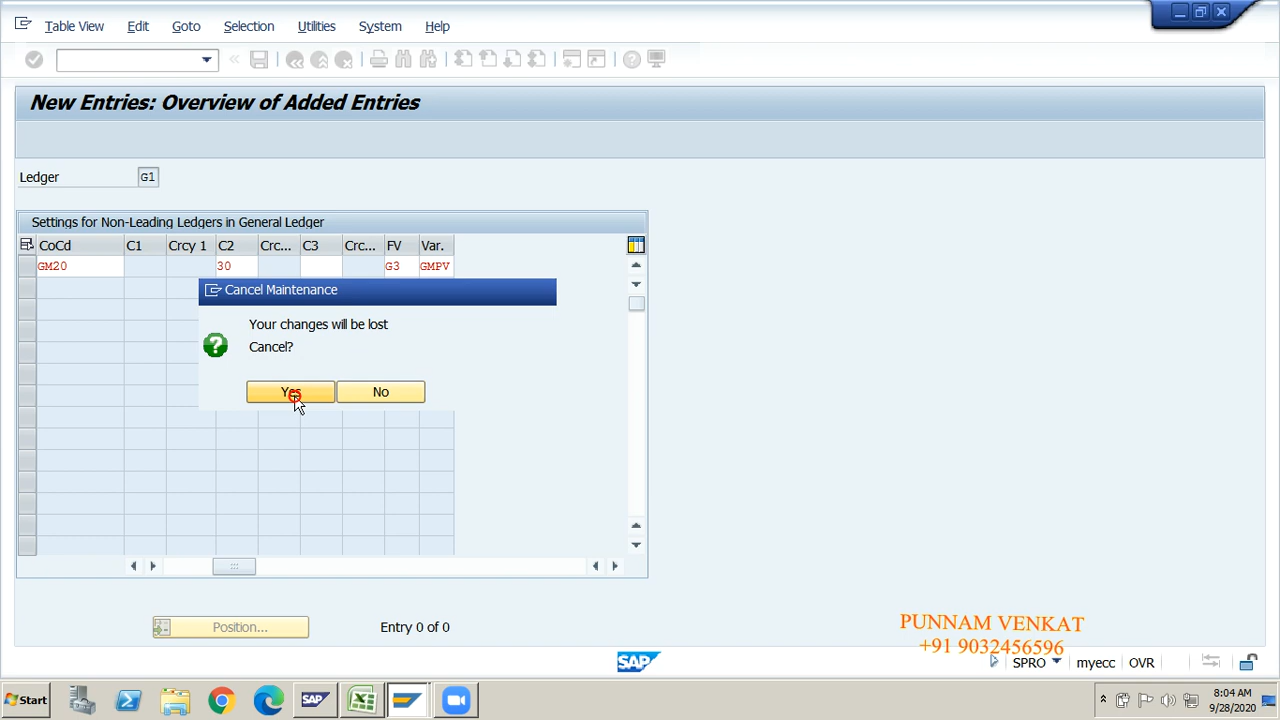 Table View Edit Goto Selection Utilities System Help
New Entries: Overview of Added Entries
Ledger G1
Settings for Non-Leading Ledgers in General Ledger
CoCd C1 Crcy 1 C2 Crc... C3 Crc... FV Var.
GM20 30 G3 GMPV
Cancel Maintenance
Your changes will be lost
Cancel?
Yes No
Position... Entry 0 of 0
PUNNAM VENKAT
+91 9032456596
SAP
SPRO myecc OVR
Start SAP
8:04 AM
9/28/2020